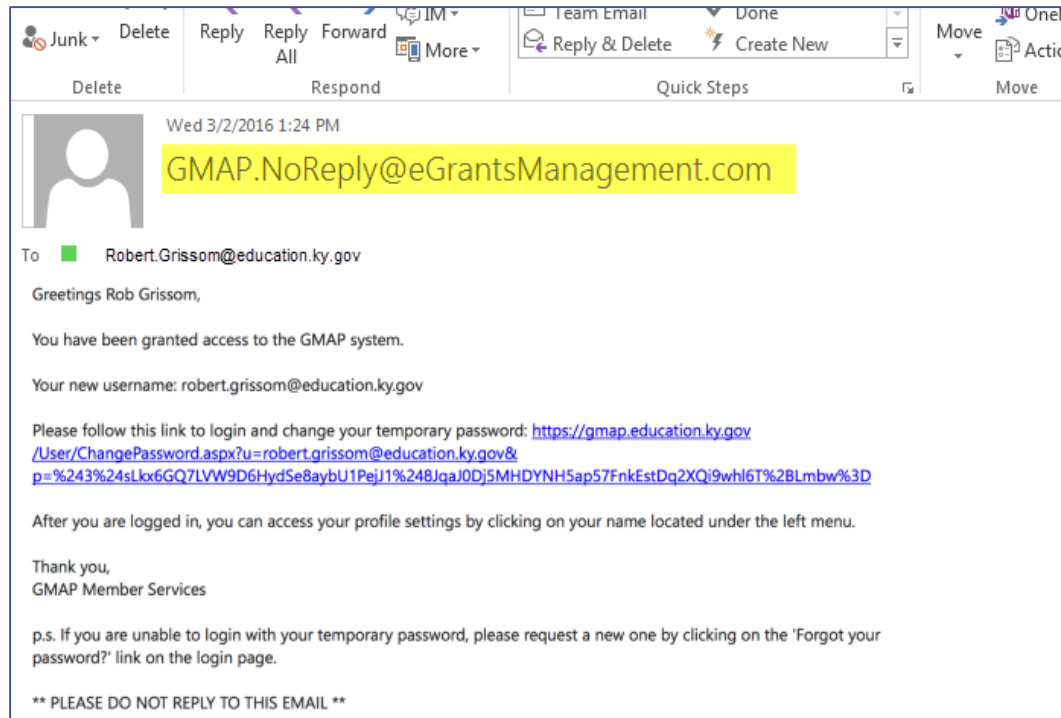 IM
Team Email
Done
OneN
Junk
Delete
Reply
Reply
All
Forward
More
Reply & Delete
Create New
Move
Delete
Respond
Quick Steps
Move
Wed 3/2/2016 1:24 PM
GMAP.NoReply@eGrantsManagement.com
To Robert.Grissom@education.ky.gov
Greetings Rob Grissom,
You have been granted access to the GMAP system.
Your new username: robert.grissom@education.ky.gov
Please follow this link to login and change your temporary password: https://gmap.education.ky.gov
/User/ChangePassword.aspx?u=robert.grissom@education.ky.gov&
p=%243%24sLkx6GQ7LVW9D6HydSe8aybU1PejJ1%248JqaJ0Dj5MHDYNH5ap57FnkEstDq2XQi9whl6T%2BLmbw%3D
After you are logged in, you can access your profile settings by clicking on your name located under the left menu.
Thank you,
GMAP Member Services
p.s. If you are unable to login with your temporary password, please request a new one by clicking on the 'Forgot your
password?' link on the login page.
** PLEASE DO NOT REPLY TO THIS EMAIL **